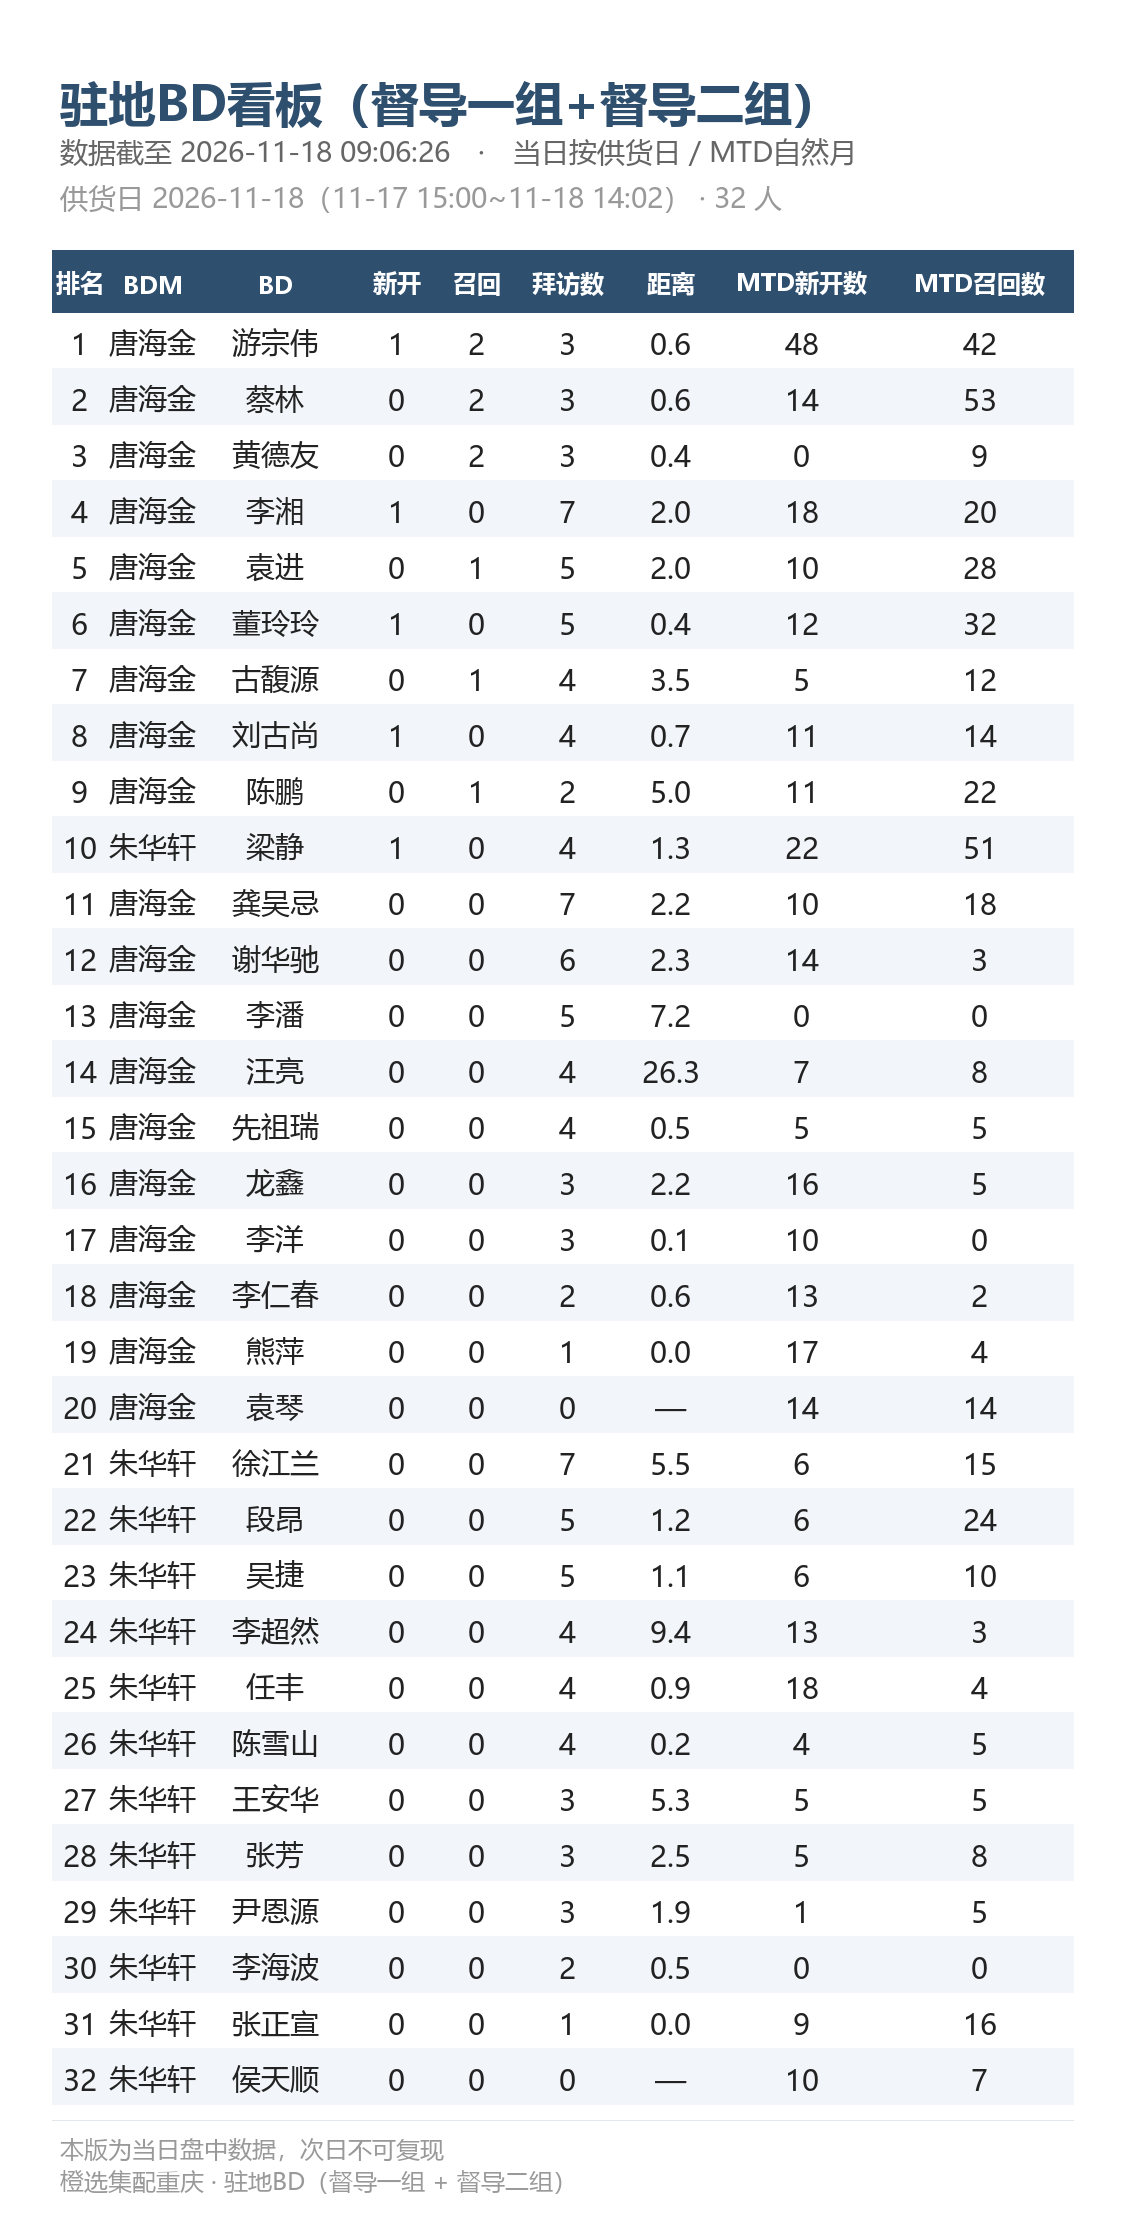 驻地BD看板（督导一组+督导二组）
数据截至 2026-11-18 09:06:26 · 当日按供货日 / MTD自然月
供货日 2026-11-18（11-17 15:00~11-18 14:02）· 32 人
排名 BDM BD 新开 召回 拜访数 距离 MTD新开数 MTD召回数
1 唐海金 游宗伟 1 2 3 0.6 48 42
2 唐海金 蔡林 0 2 3 0.6 14 53
3 唐海金 黄德友 0 2 3 0.4 0 9
4 唐海金 李湘 1 0 7 2.0 18 20
5 唐海金 袁进 0 1 5 2.0 10 28
6 唐海金 董玲玲 1 0 5 0.4 12 32
7 唐海金 古馥源 0 1 4 3.5 5 12
8 唐海金 刘古尚 1 0 4 0.7 11 14
9 唐海金 陈鹏 0 1 2 5.0 11 22
10 朱华轩 梁静 1 0 4 1.3 22 51
11 唐海金 龚吴忌 0 0 7 2.2 10 18
12 唐海金 谢华驰 0 0 6 2.3 14 3
13 唐海金 李潘 0 0 5 7.2 0 0
14 唐海金 汪亮 0 0 4 26.3 7 8
15 唐海金 先祖瑞 0 0 4 0.5 5 5
16 唐海金 龙鑫 0 0 3 2.2 16 5
17 唐海金 李洋 0 0 3 0.1 10 0
18 唐海金 李仁春 0 0 2 0.6 13 2
19 唐海金 熊萍 0 0 1 0.0 17 4
20 唐海金 袁琴 0 0 0 — 14 14
21 朱华轩 徐江兰 0 0 7 5.5 6 15
22 朱华轩 段昂 0 0 5 1.2 6 24
23 朱华轩 吴捷 0 0 5 1.1 6 10
24 朱华轩 李超然 0 0 4 9.4 13 3
25 朱华轩 任丰 0 0 4 0.9 18 4
26 朱华轩 陈雪山 0 0 4 0.2 4 5
27 朱华轩 王安华 0 0 3 5.3 5 5
28 朱华轩 张芳 0 0 3 2.5 5 8
29 朱华轩 尹恩源 0 0 3 1.9 1 5
30 朱华轩 李海波 0 0 2 0.5 0 0
31 朱华轩 张正宣 0 0 1 0.0 9 16
32 朱华轩 侯天顺 0 0 0 — 10 7
本版为当日盘中数据，次日不可复现
橙选集配重庆 · 驻地BD（督导一组 + 督导二组）